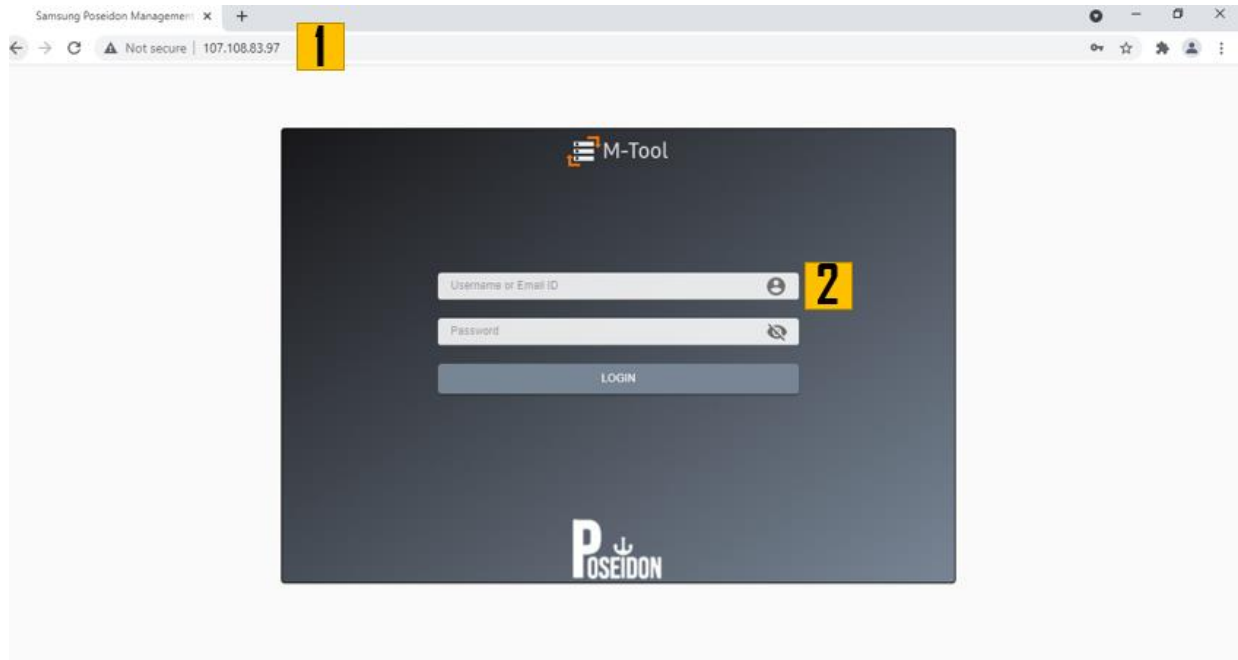 Samsung Poseidon Managemen
Not secure | 107.108.83.97
1
M-Tool
Username or Email ID
2
Password
LOGIN
POSEIDON